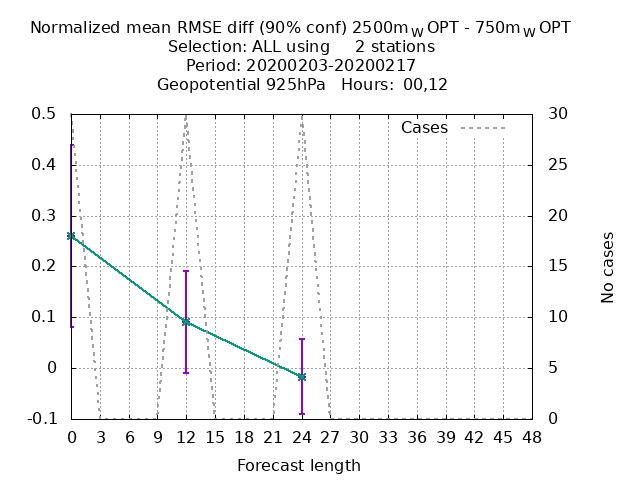 Normalized mean RMSE diff (90% conf) 2500m W OPT - 750m W OPT
Selection: ALL using 2 stations
Period: 20200203-20200217
Geopotential 925hPa Hours: 00,12
Cases
0.5
0.4
0.3
0.2
0.1
0
-0.1
30
25
20
15
10
5
0
No cases
0 3 6 9 12 15 18 21 24 27 30 33 36 39 42 45 48
Forecast length